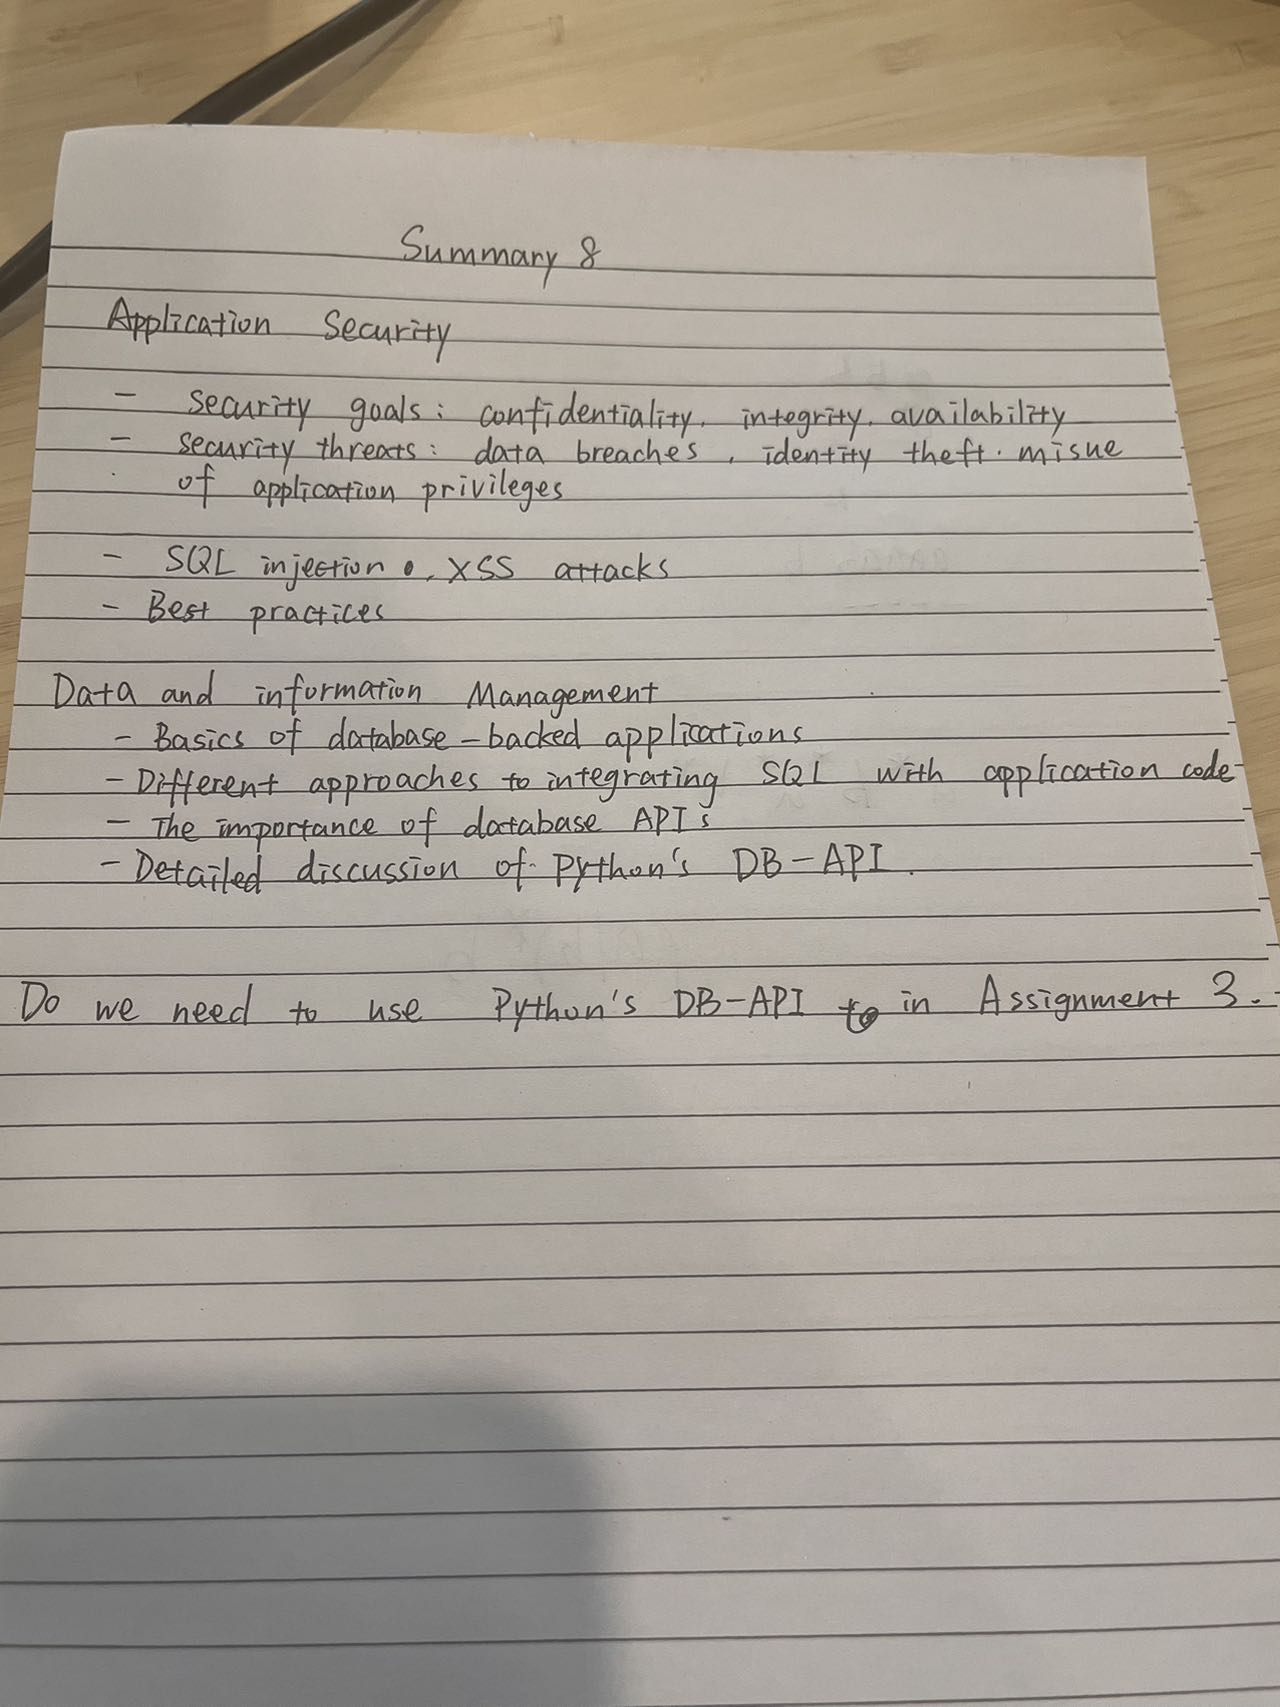 Summary 8
Application Security
- security goals: confidentiality, integrity, availability
- security threats: data breaches, identity theft. misue
of application privileges
- SQL injection, XSS attacks
- Best practices
Data and information Management
- Basics of database-backed applications
- Different approaches to integrating SQL with application code
- The importance of database APIs
- Detailed discussion of Python's DB-API.
Do we need to use Python's DB-API to in Assignment 3.